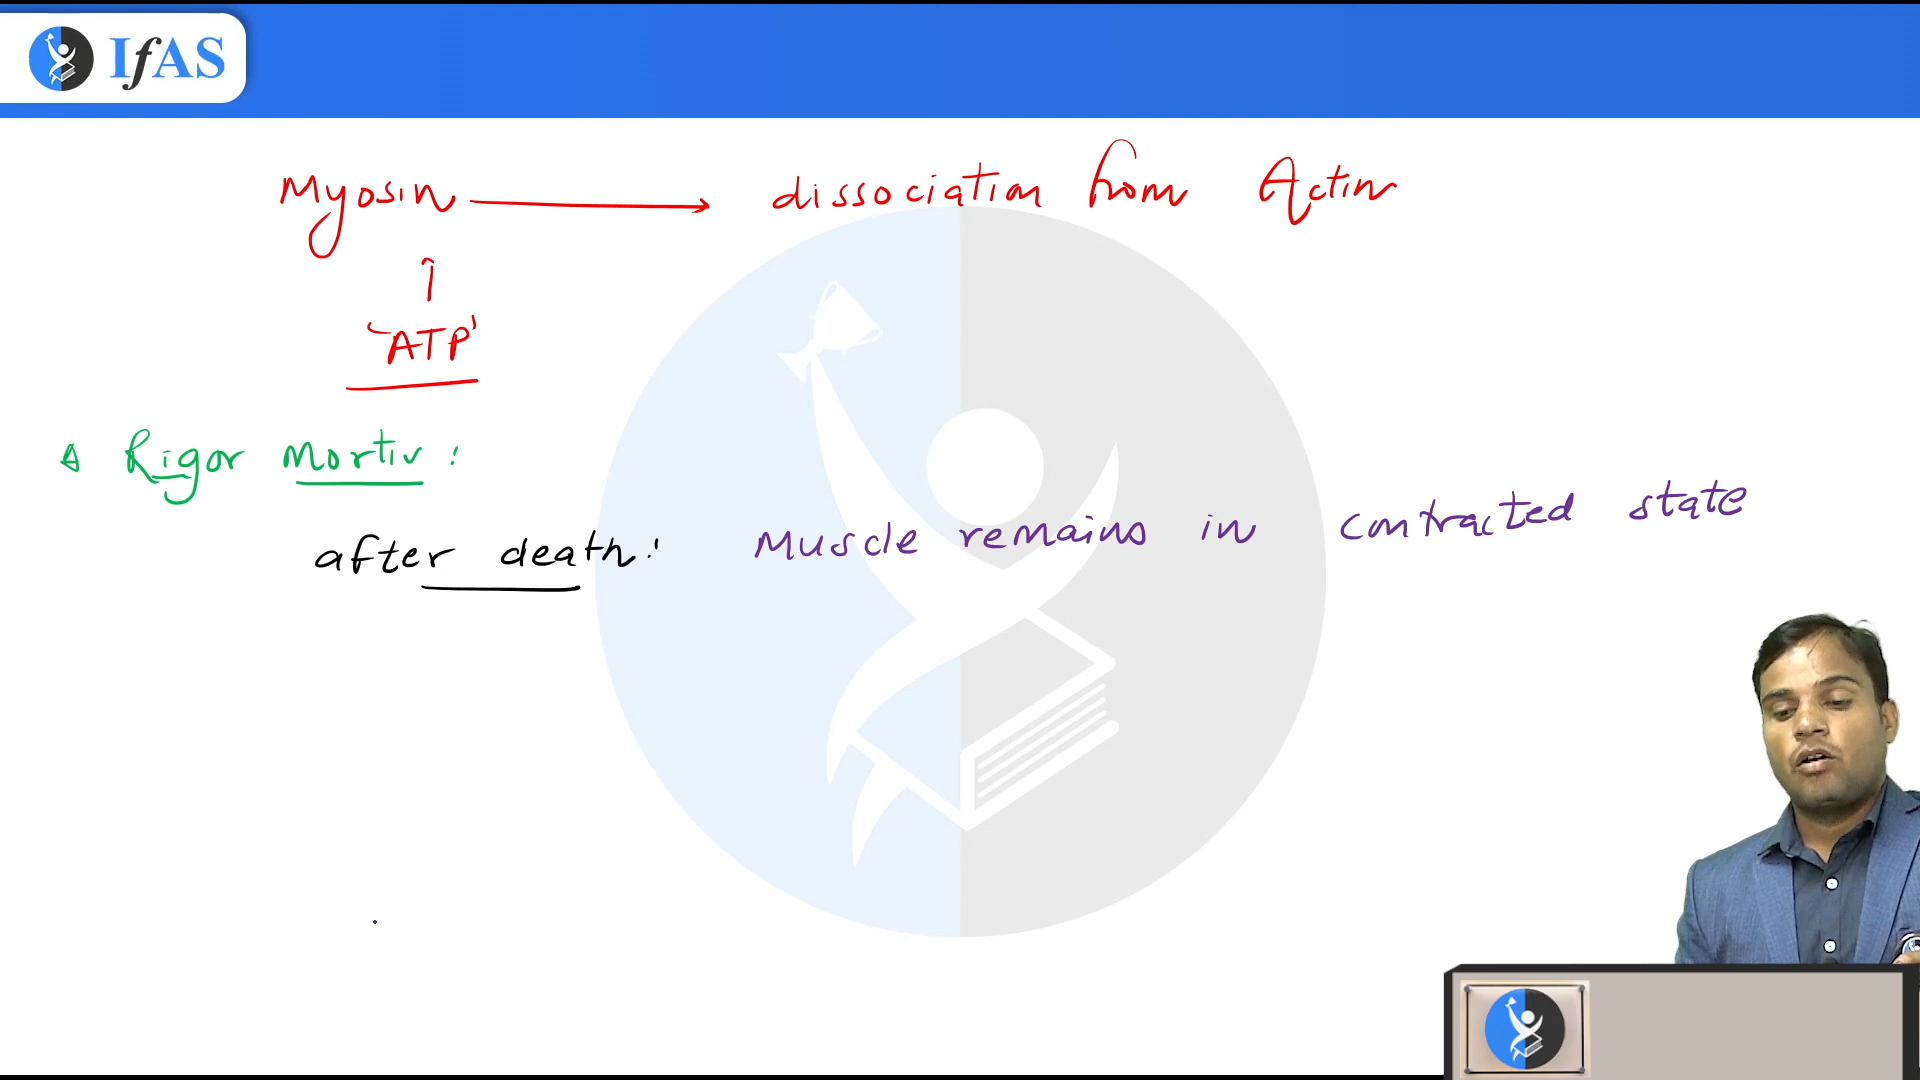 IfAS
Myosin → dissociation from Actin
↑
'ATP'
Rigor Mortis :
after death : Muscle remains in contracted state